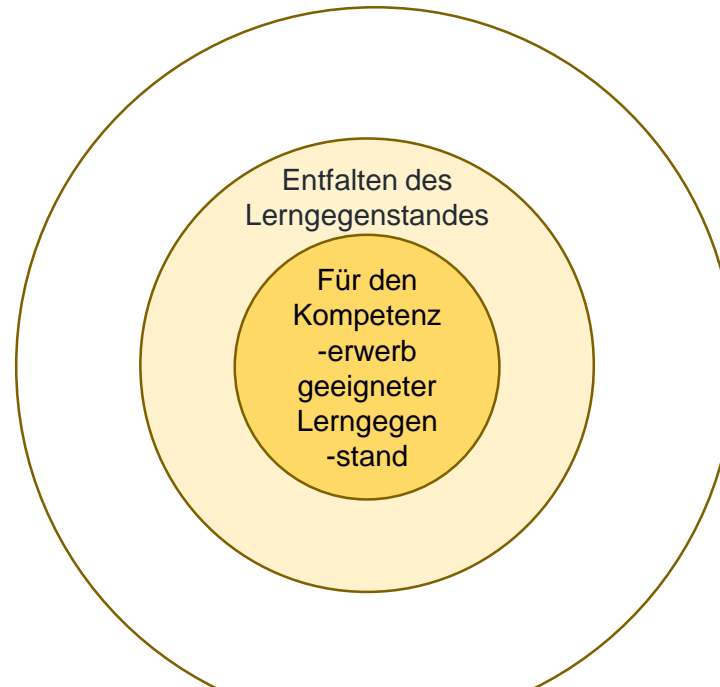 Entfalten des
Lerngegenstandes
Für den
Kompetenz
-erwerb
geeigneter
Lerngegen
-stand